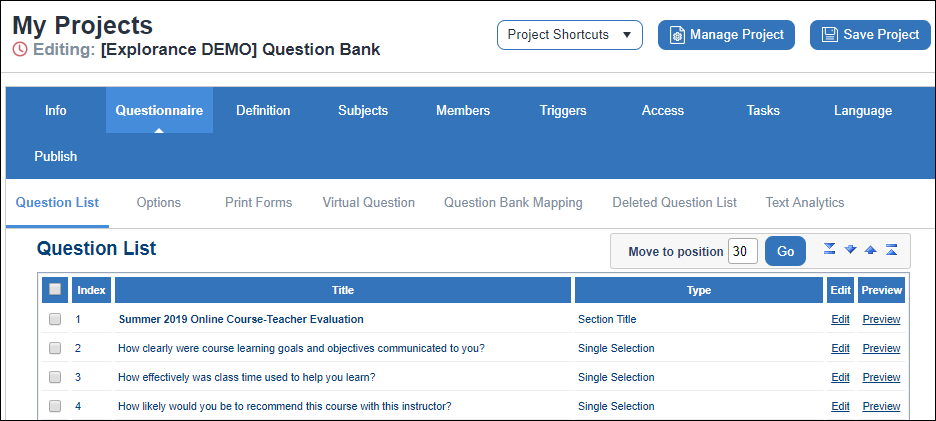 My Projects
Editing: [Explorance DEMO] Question Bank
Project Shortcuts
Manage Project
Save Project
Info Questionnaire Definition Subjects Members Triggers Access Tasks Language
Publish
Question List Options Print Forms Virtual Question Question Bank Mapping Deleted Question List Text Analytics
Question List
Move to position 30 Go
Index Title Type Edit Preview
1 Summer 2019 Online Course-Teacher Evaluation Section Title Edit Preview
2 How clearly were course learning goals and objectives communicated to you? Single Selection Edit Preview
3 How effectively was class time used to help you learn? Single Selection Edit Preview
4 How likely would you be to recommend this course with this instructor? Single Selection Edit Preview